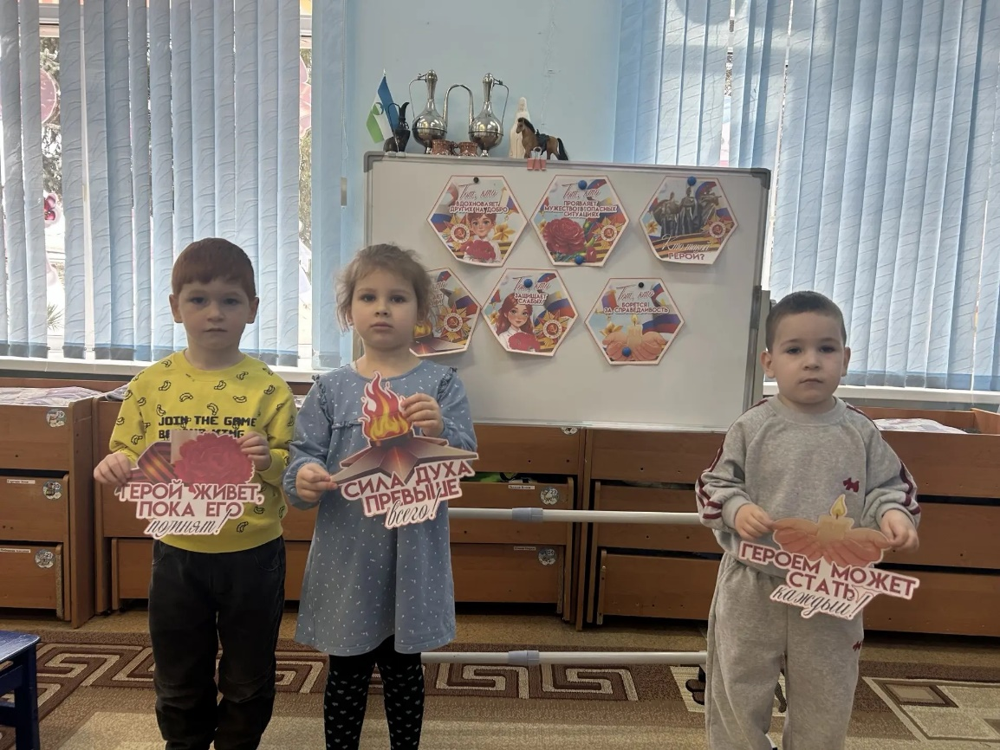 Тот, кто
ВДОХНОВЛЯЕТ
ДРУГИХ НА ДОБРО
Тот, кто
ПРОЯВЛЯЕТ
МУЖЕСТВО В ОПАСНЫХ
СИТУАЦИЯХ
Кто такой
ГЕРОЙ?
Тот, кто
ЗАЩИЩАЕТ
СЛАБЫХ
Тот, кто
БОРЕТСЯ
ЗА СПРАВЕДЛИВОСТЬ
JOIN THE GAME
ГЕРОЙ ЖИВЕТ,
ПОКА ЕГО
помнят!
СИЛА ДУХА
ПРЕВЫШЕ
всего!
ГЕРОЕМ МОЖЕТ
СТАТЬ
каждый!